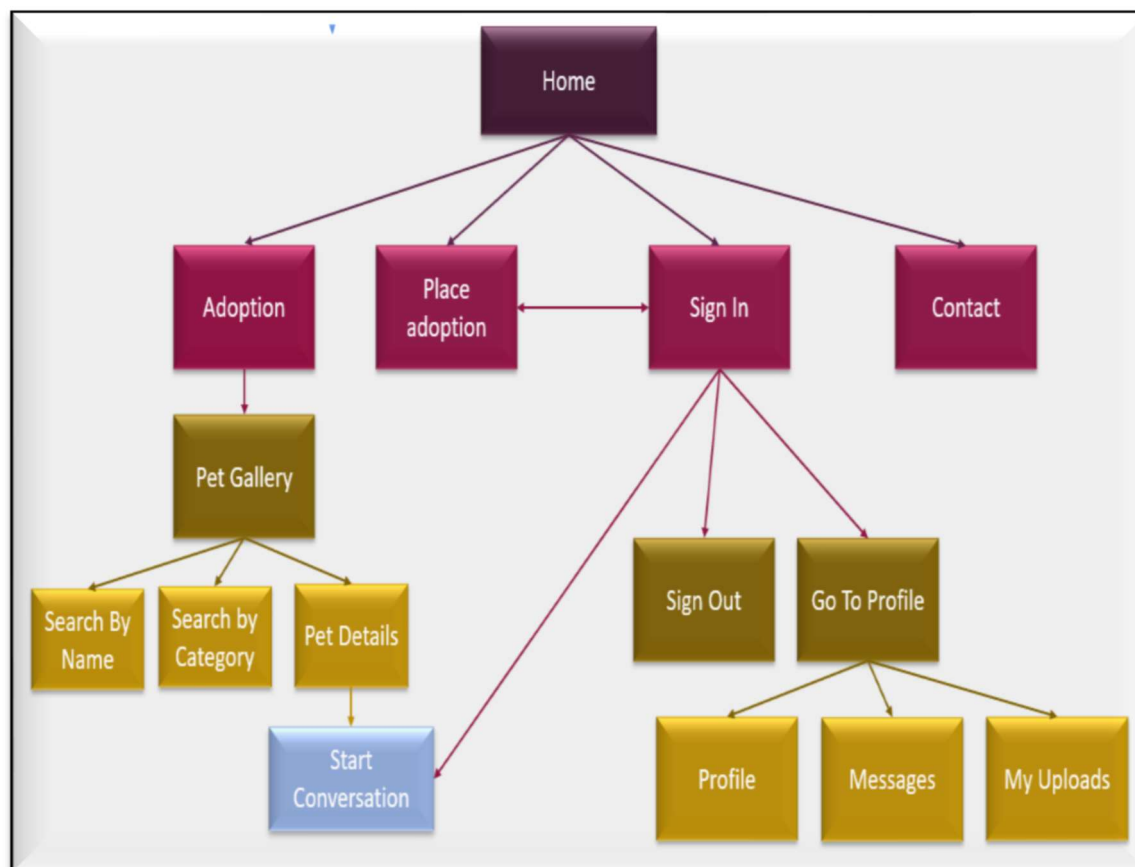 Home
Adoption
Place
adoption
Sign In
Contact
Pet Gallery
Sign Out
Go To Profile
Search By
Name
Search by
Category
Pet Details
Start
Conversation
Profile
Messages
My Uploads